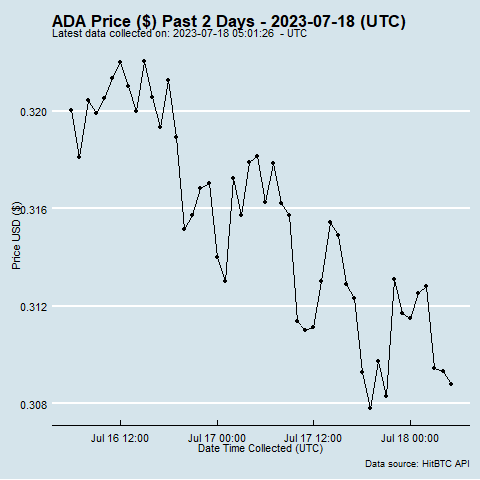 ADA Price ($) Past 2 Days - 2023-07-18 (UTC)
Latest data collected on: 2023-07-18 05:01:26  - UTC
0.320
0.316
0.312
0.308
Price USD ($)
Jul 16 12:00 Jul 17 00:00 Jul 17 12:00 Jul 18 00:00
Date Time Collected (UTC)
Data source: HitBTC API